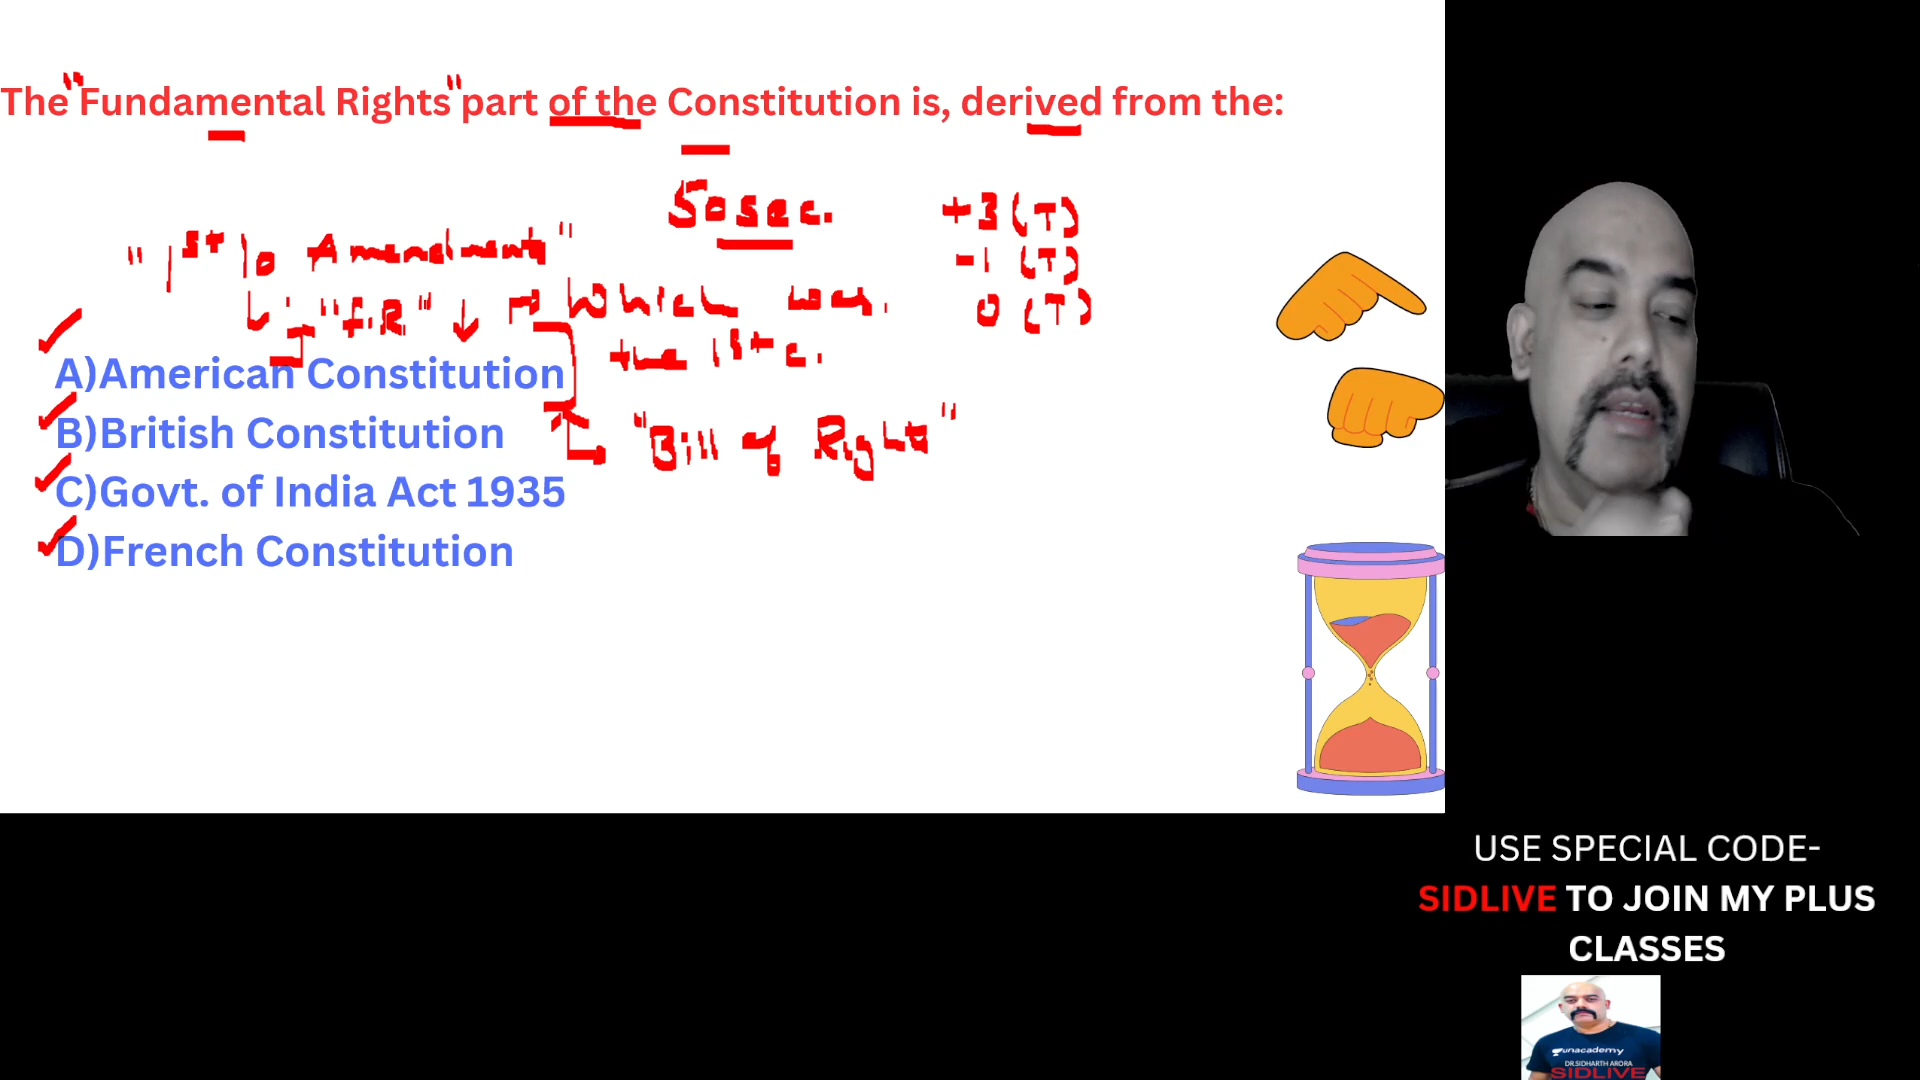 The "Fundamental Rights" part of the Constitution is, derived from the:
50 sec.
+3 (T)
-1 (T)
0 (T)
"1st 10 Amendment"
"F.R" Which was
the 1st c.
A)American Constitution
B)British Constitution
"Bill of Right"
C)Govt. of India Act 1935
D)French Constitution
USE SPECIAL CODE-
SIDLIVE TO JOIN MY PLUS
CLASSES
unacademy
DR.SIDHARTH ARORA
SIDLIVE